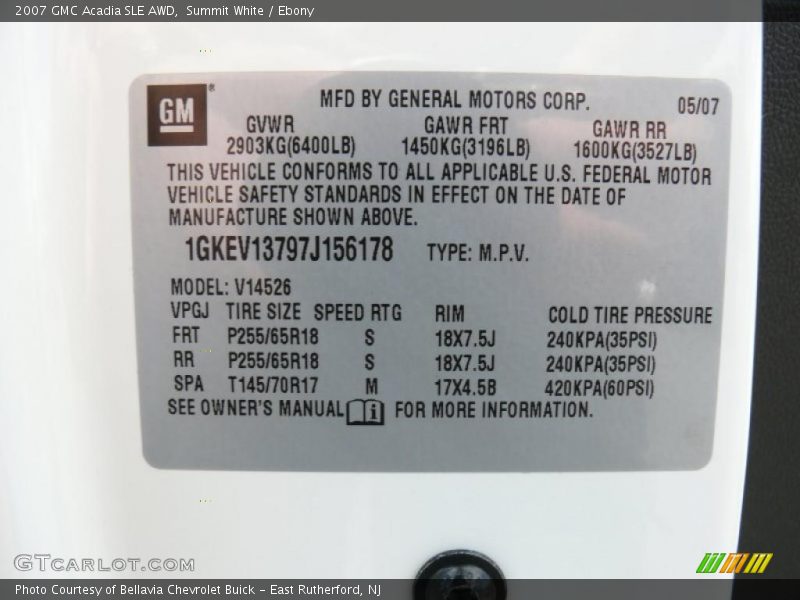 2007 GMC Acadia SLE AWD,  Summit White / Ebony
GM ®
MFD BY GENERAL MOTORS CORP. 05/07
GVWR GAWR FRT GAWR RR
2903KG(6400LB) 1450KG(3196LB) 1600KG(3527LB)
THIS VEHICLE CONFORMS TO ALL APPLICABLE U.S. FEDERAL MOTOR
VEHICLE SAFETY STANDARDS IN EFFECT ON THE DATE OF
MANUFACTURE SHOWN ABOVE.
1GKEV13797J156178 TYPE: M.P.V.
MODEL: V14526
VPGJ TIRE SIZE SPEED RTG RIM COLD TIRE PRESSURE
FRT P255/65R18 S 18X7.5J 240KPA(35PSI)
RR P255/65R18 S 18X7.5J 240KPA(35PSI)
SPA T145/70R17 M 17X4.5B 420KPA(60PSI)
SEE OWNER'S MANUAL i FOR MORE INFORMATION.
GTCARLOT.COM
Photo Courtesy of Bellavia Chevrolet Buick - East Rutherford, NJ